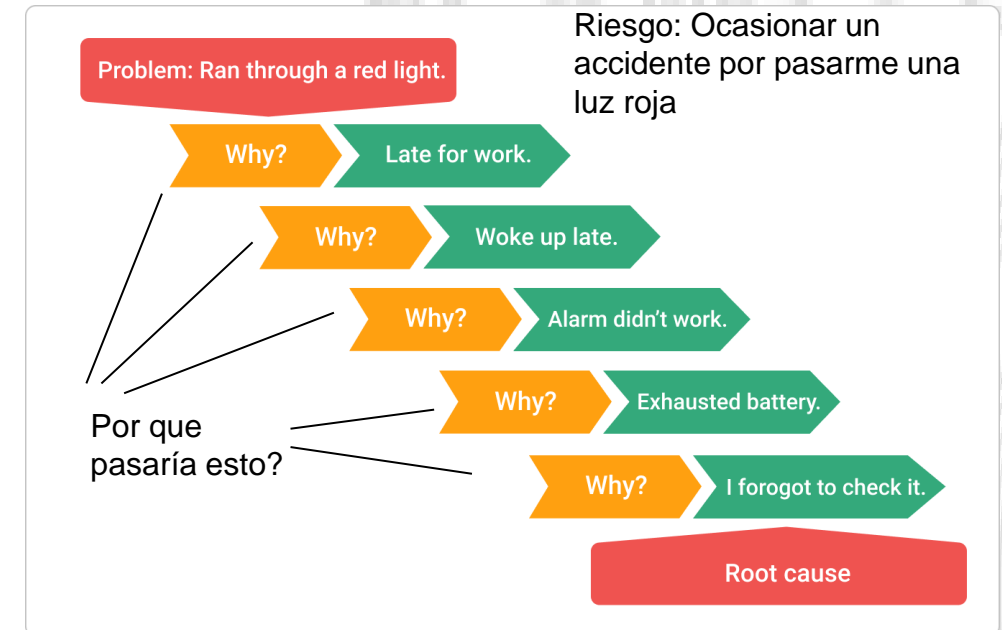 Riesgo: Ocasionar un
accidente por pasarme una
luz roja
Problem: Ran through a red light.
Why? Late for work.
Why? Woke up late.
Why? Alarm didn't work.
Why? Exhausted battery.
Por que
pasaría esto?
Why? I forogot to check it.
Root cause